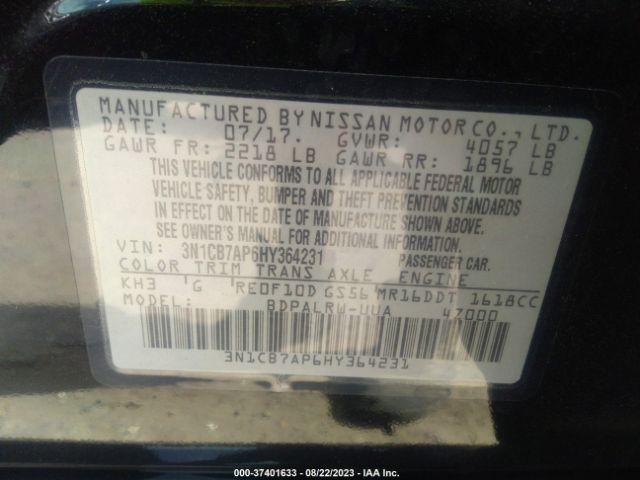 MANUFACTURED BY NISSAN MOTOR CO., LTD.
DATE: 07/17. GVWR: 4057 LB
GAWR FR: 2218 LB GAWR RR: 1896 LB
THIS VEHICLE CONFORMS TO ALL APPLICABLE FEDERAL MOTOR
VEHICLE SAFETY, BUMPER AND THEFT PREVENTION STANDARDS
IN EFFECT ON THE DATE OF MANUFACTURE SHOWN ABOVE.
SEE OWNER'S MANUAL FOR ADDITIONAL INFORMATION.
VIN: 3N1CB7AP6HY364231 PASSENGER CAR.
COLOR TRIM TRANS AXLE ENGINE
KH3 G RE0F10D GS56 MR16DDT 1618CC
MODEL: BDPALRW-UUA 47000
3N1CB7AP6HY364231
000-37401633 - 08/22/2023 - IAA Inc.